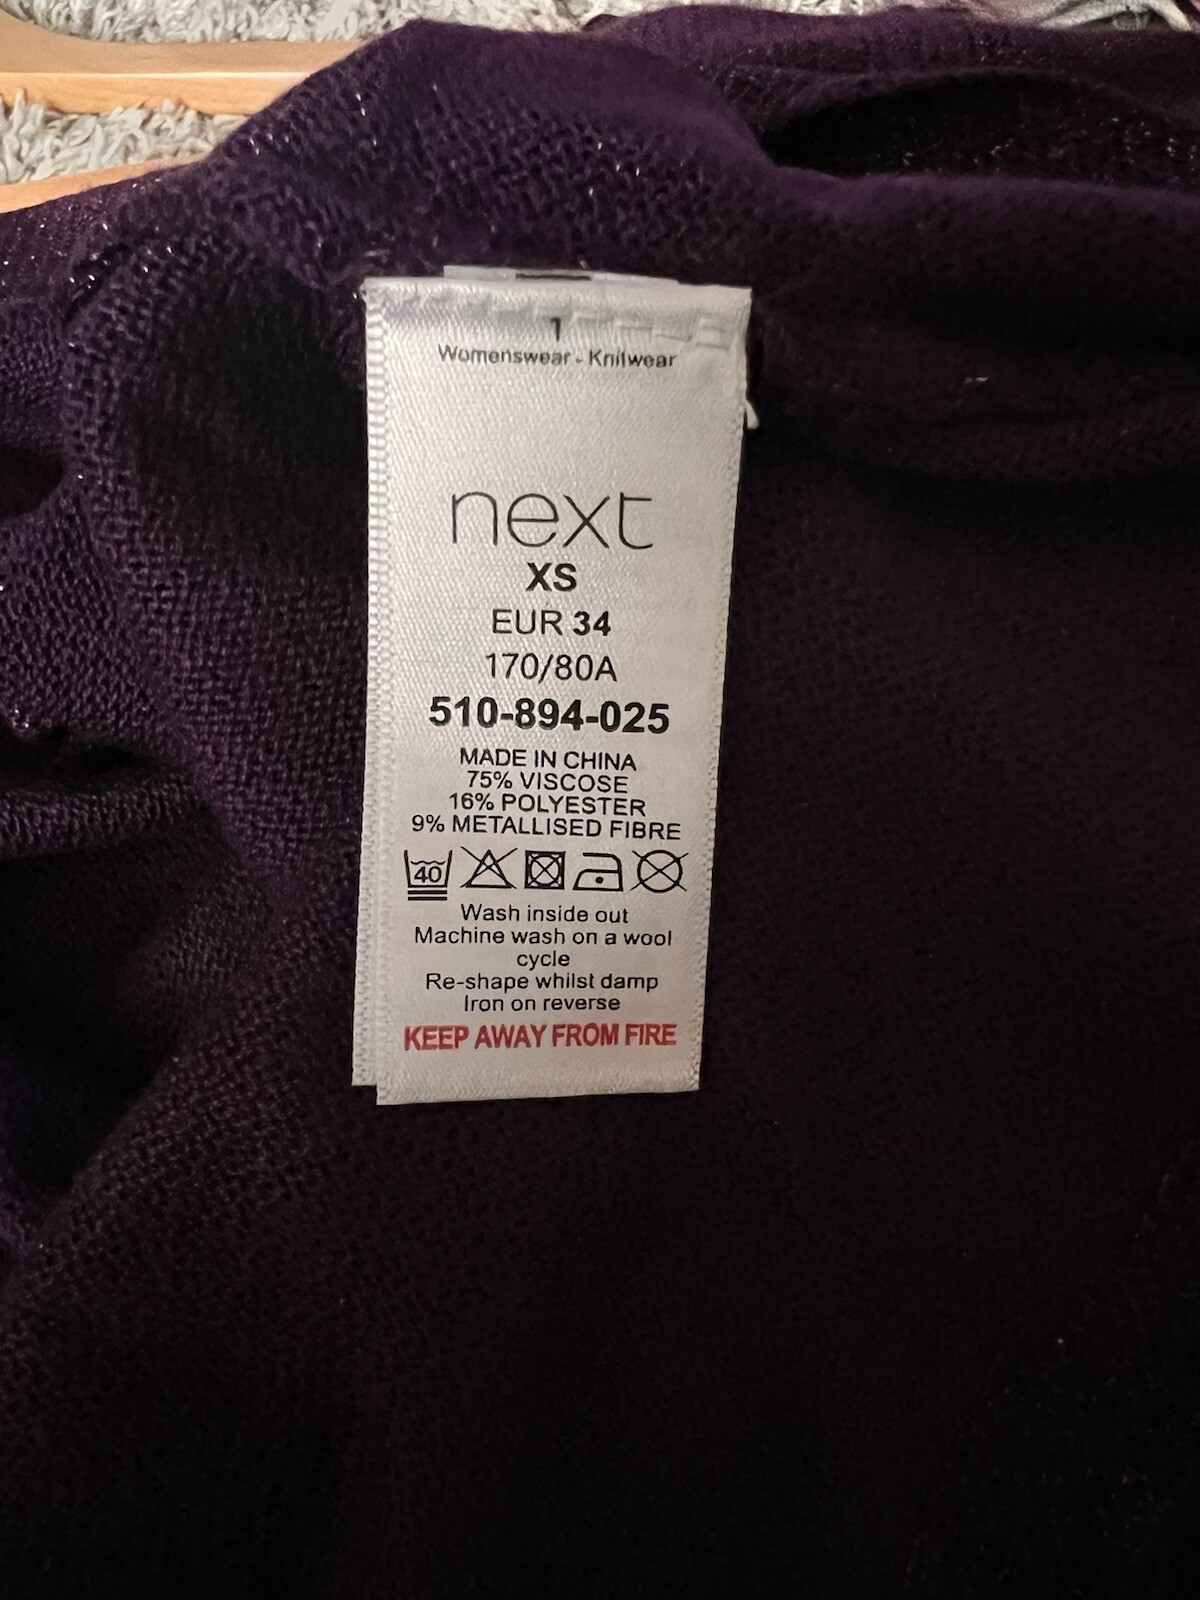 1
Womenswear - Knitwear
next
XS
EUR 34
170/80A
510-894-025
MADE IN CHINA
75% VISCOSE
16% POLYESTER
9% METALLISED FIBRE
40
Wash inside out
Machine wash on a wool
cycle
Re-shape whilst damp
Iron on reverse
KEEP AWAY FROM FIRE